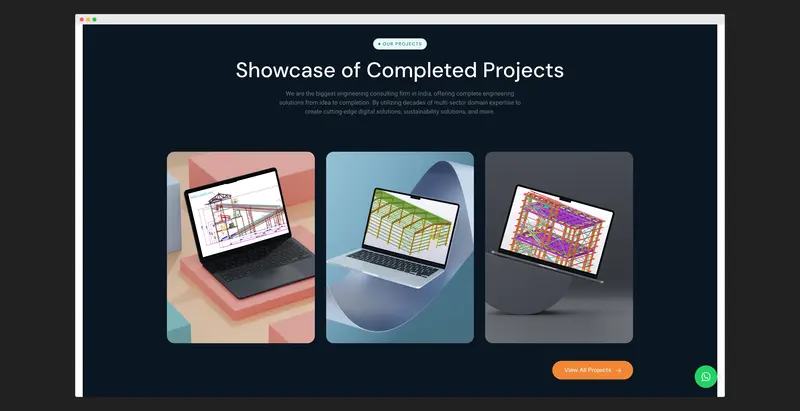 OUR PROJECTS
Showcase of Completed Projects
We are the biggest engineering consulting firm in India, offering complete engineering
solutions from idea to completion. By utilizing decades of multi-sector domain expertise to
create cutting-edge digital solutions, sustainability solutions, and more.
View All Projects →